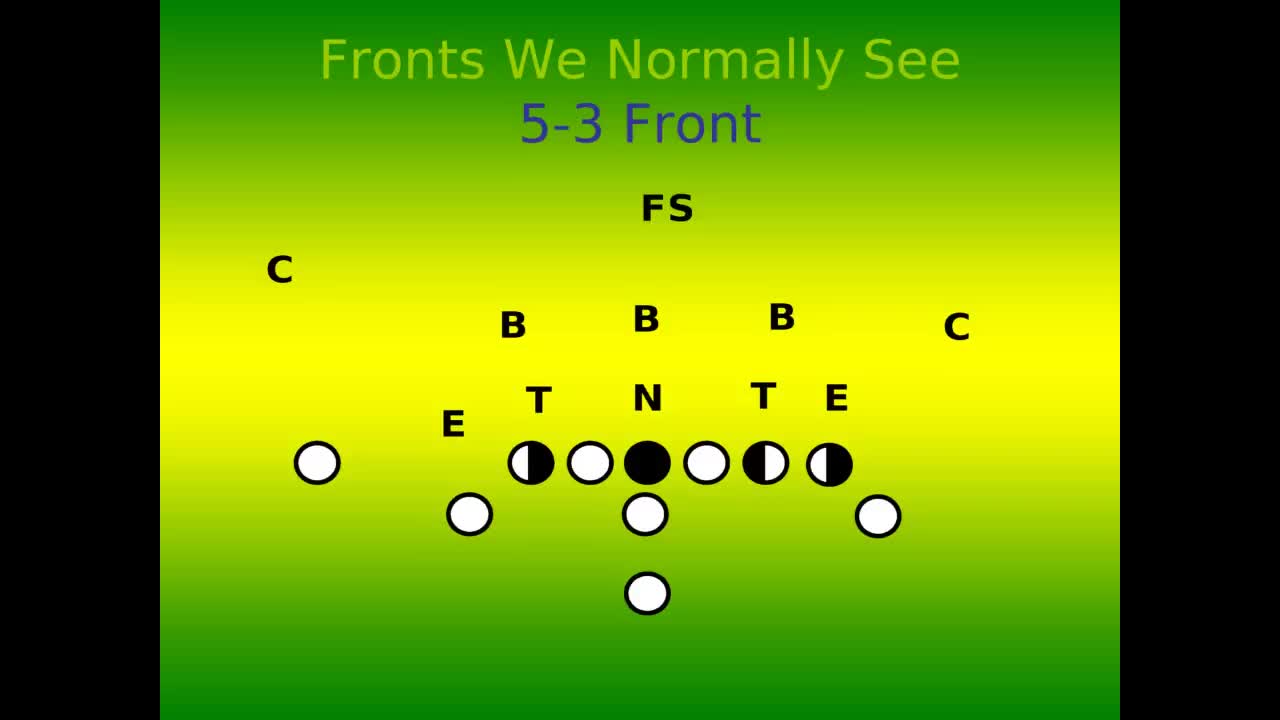 Fronts We Normally See
5-3 Front
FS
C
B B B C
E T N T E